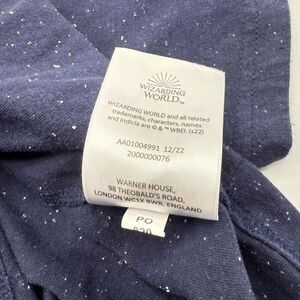 WIZARDING
WORLD™
WIZARDING WORLD and all related
trademarks, characters, names
and indicia are © & ™ WBEI. (s22)
AA01004991 12/22
2000000076
WARNER HOUSE,
98 THEOBALD'S ROAD,
LONDON WC1X 8WB, ENGLAND
PO